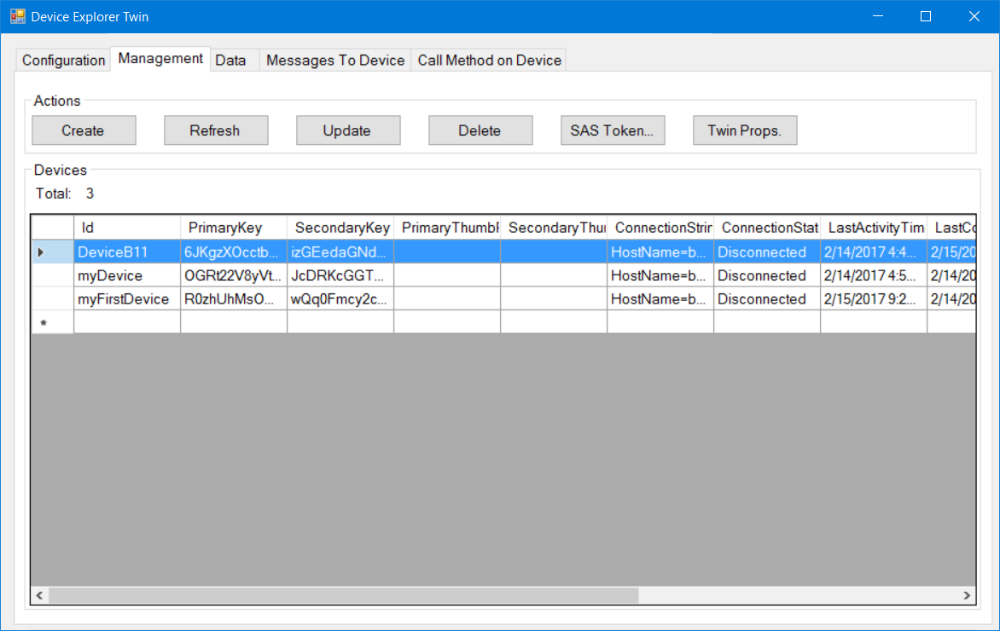 Device Explorer Twin
Configuration Management Data Messages To Device Call Method on Device
Actions
Create Refresh Update Delete SAS Token... Twin Props.
Devices
Total: 3
Id PrimaryKey SecondaryKey PrimaryThumb SecondaryThu ConnectionStrin ConnectionStat LastActivityTim LastCo
DeviceB11 6JKgzXOcctb... izGEedaGNd... HostName=b... Disconnected 2/14/2017 4:4... 2/15/20
myDevice OGRt22V8yVt... JcDRKcGGT... HostName=b... Disconnected 2/14/2017 4:5... 2/14/20
myFirstDevice R0zhUhMsO... wQq0Fmcy2c... HostName=b... Disconnected 2/15/2017 9:2... 2/14/20
*